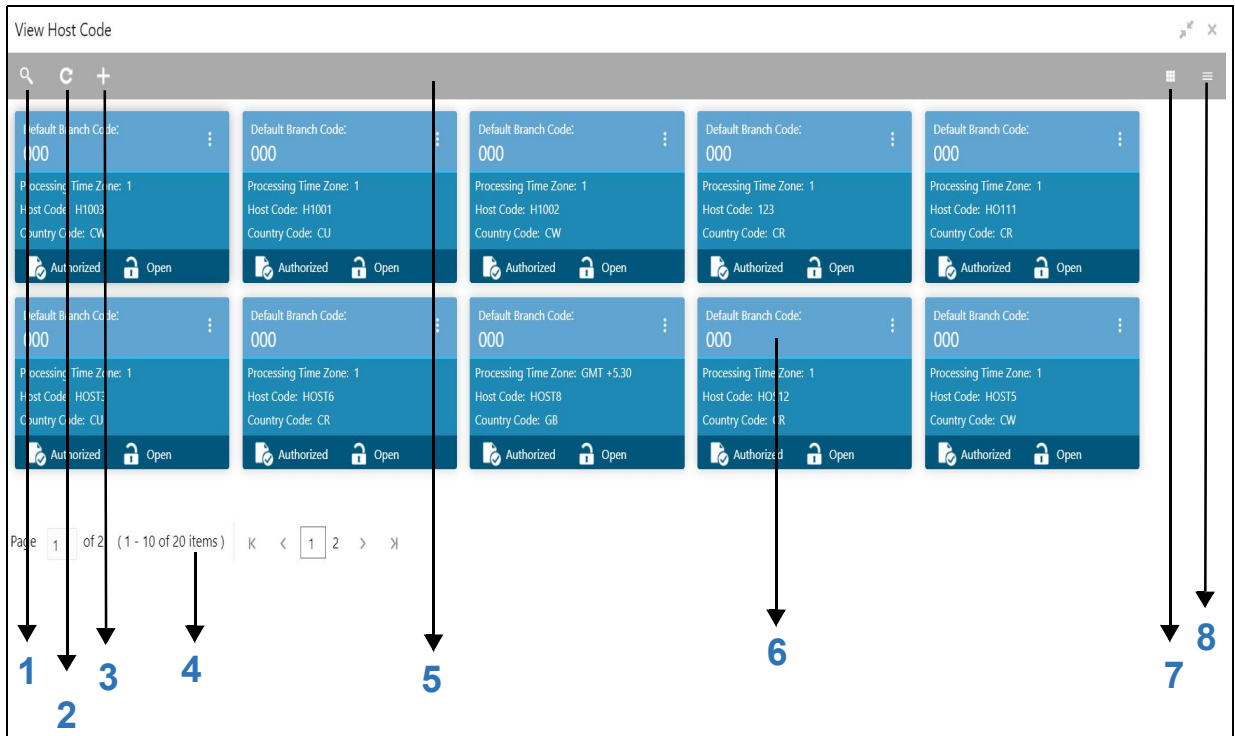 View Host Code
Default Branch Code: Default Branch Code: Default Branch Code: Default Branch Code: Default Branch Code:
000 000 000 000 000
Processing Time Zone: 1 Processing Time Zone: 1 Processing Time Zone: 1 Processing Time Zone: 1 Processing Time Zone: 1
Host Code: H1003 Host Code: H1001 Host Code: H1002 Host Code: 123 Host Code: HO111
Country Code: CW Country Code: CU Country Code: CW Country Code: CR Country Code: CR
Authorized Open Authorized Open Authorized Open Authorized Open Authorized Open
Default Branch Code: Default Branch Code: Default Branch Code: Default Branch Code: Default Branch Code:
000 000 000 000 000
Processing Time Zone: 1 Processing Time Zone: 1 Processing Time Zone: GMT +5.30 Processing Time Zone: 1 Processing Time Zone: 1
Host Code: HOST3 Host Code: HOST6 Host Code: HOST8 Host Code: HOS12 Host Code: HOST5
Country Code: CU Country Code: CR Country Code: GB Country Code: CR Country Code: CW
Authorized Open Authorized Open Authorized Open Authorized Open Authorized Open
Page 1 of 2 ( 1 - 10 of 20 items ) 1 2
1 2 3 4 5 6 7 8